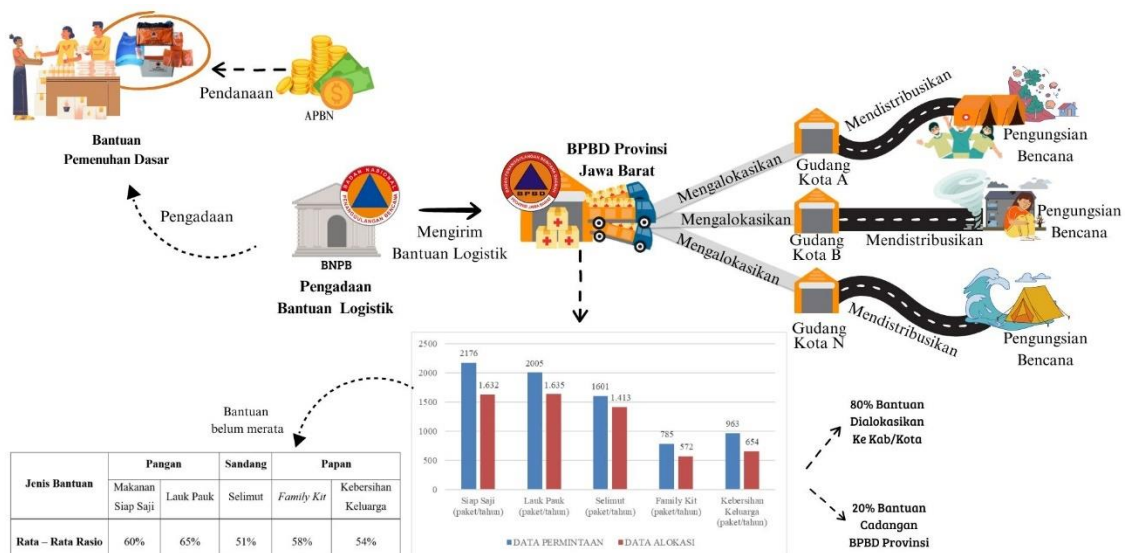 Pendanaan
APBN
Bantuan
Pemenuhan Dasar
Pengadaan
BADAN NASIONAL
PENANGGULANGAN BENCANA
BNPB
Pengadaan
Bantuan Logistik
Mengirim
Bantuan Logistik
BPBD Provinsi
Jawa Barat
BPBD
Mengalokasikan
Mengalokasikan
Mengalokasikan
Gudang
Kota A
Mendistribusikan
Pengungsian
Bencana
Gudang
Kota B
Mendistribusikan
Pengungsian
Bencana
Gudang
Kota N
Mendistribusikan
Pengungsian
Bencana
Bantuan
belum merata
2500
2000
1500
1000
500
0
2176
1.632
2005
1.635
1601
1.413
785
572
963
654
Siap Saji
(paket/tahun)
Lauk Pauk
(paket/tahun)
Selimut
(paket/tahun)
Family Kit
(paket/tahun)
Kebersihan
Keluarga
(paket/tahun)
DATA PERMINTAAN DATA ALOKASI
80% Bantuan
Dialokasikan
Ke Kab/Kota
20% Bantuan
Cadangan
BPBD Provinsi
Jenis Bantuan Pangan Sandang Papan
Makanan Siap Saji Lauk Pauk Selimut Family Kit Kebersihan Keluarga
Rata – Rata Rasio 60% 65% 51% 58% 54%